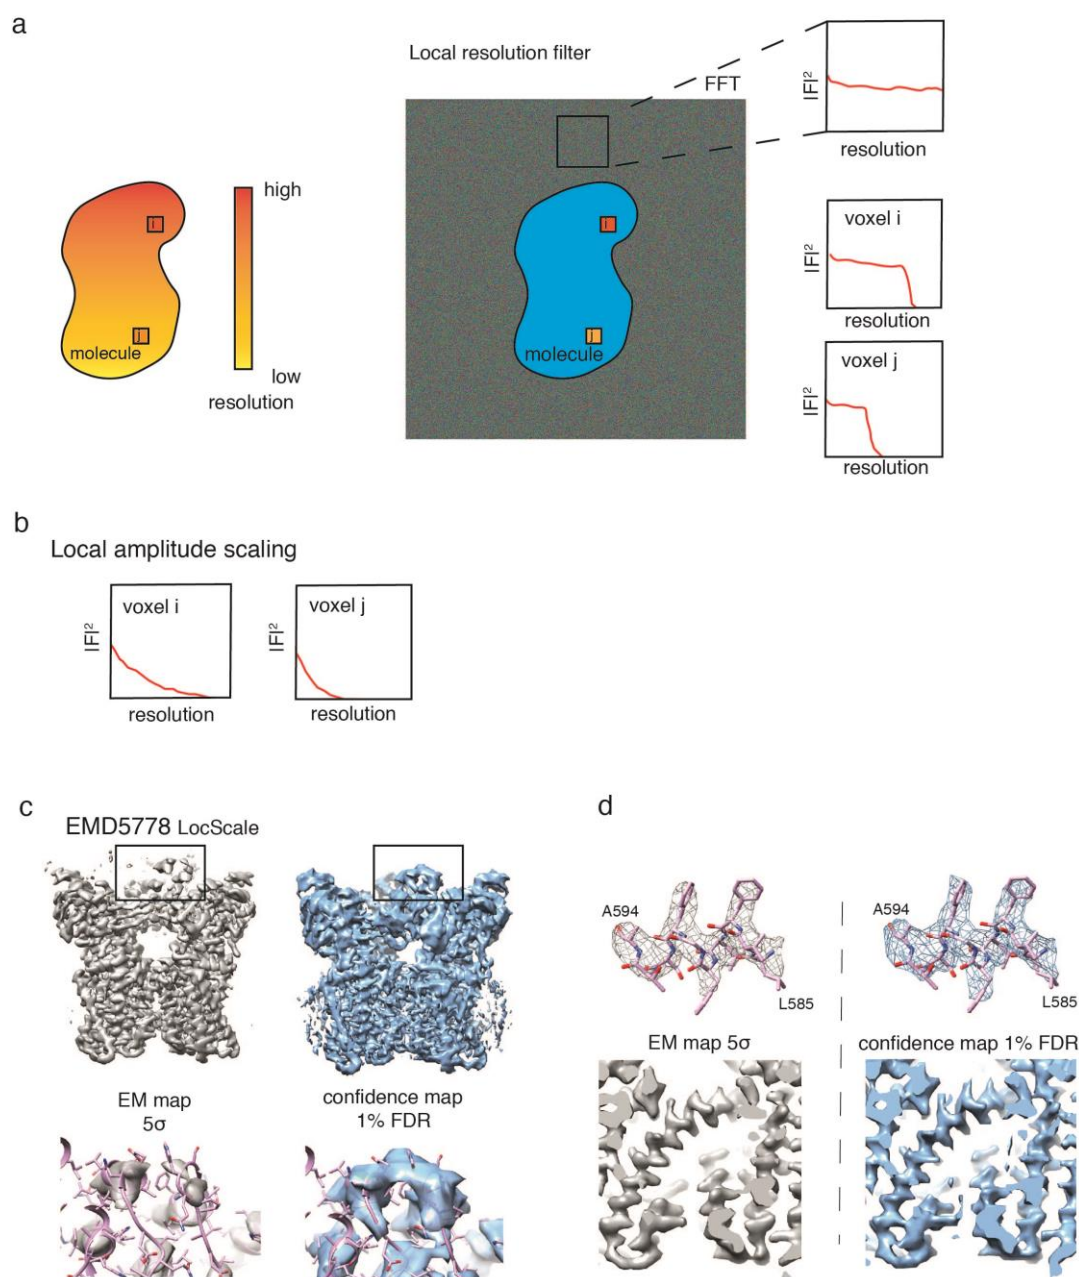 a
Local resolution filter
FFT
|F|²
resolution
high
i
molecule
j
low
resolution
i
molecule
j
voxel i
|F|²
resolution
voxel j
|F|²
resolution
b
Local amplitude scaling
voxel i
|F|²
resolution
voxel j
|F|²
resolution
c
EMD5778 LocScale
EM map
5σ
confidence map
1% FDR
d
A594
L585
EM map 5σ
A594
L585
confidence map 1% FDR